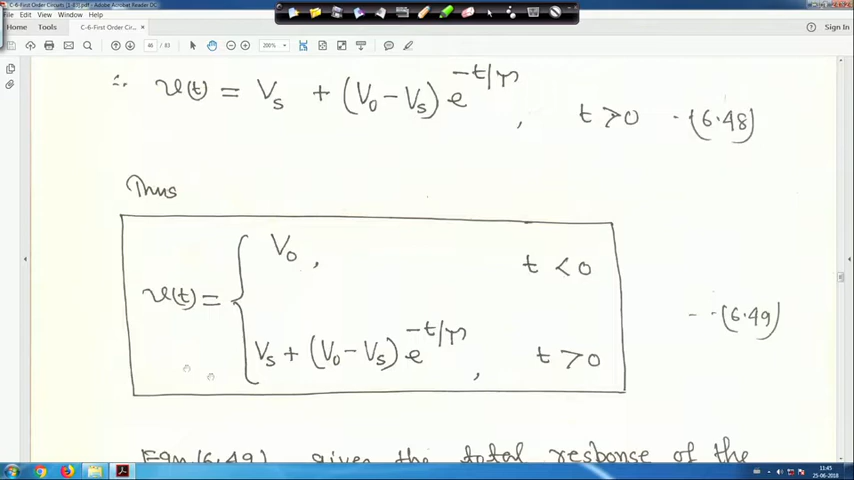 C-6-First Order Circuits [1-83].pdf - Adobe Acrobat Reader DC
File Edit View Window Help
Home Tools C-6-First Order Circuits ... × Sign In
46 / 83 200%
∴ v(t) = Vs + (V0 − Vs) e^(−t/τ) , t > 0 --(6.48)
Thus
V0 , t < 0
v(t) = { --(6.49)
Vs + (V0 − Vs) e^(−t/τ) , t > 0
Eqn.(6.49) gives the total response of the
11:45
25-06-2018